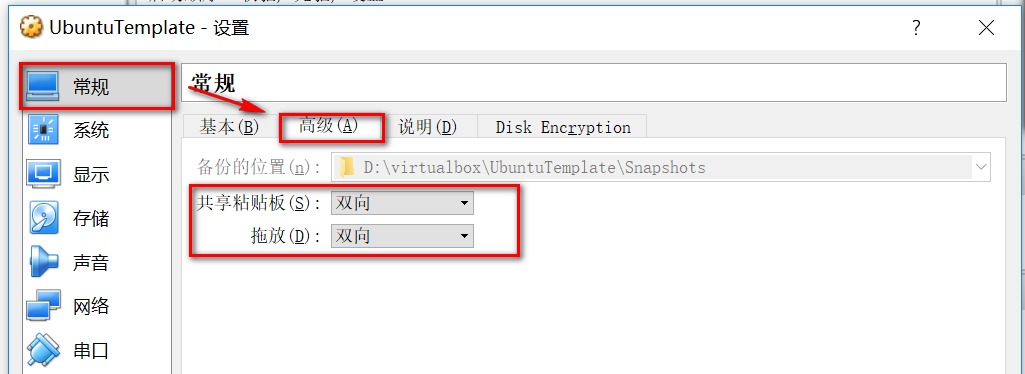 UbuntuTemplate - 设置
常规
系统
显示
存储
声音
网络
串口
常规
基本(B) 高级(A) 说明(D) Disk Encryption
备份的位置(n): D:\virtualbox\UbuntuTemplate\Snapshots
共享粘贴板(S): 双向
拖放(D): 双向